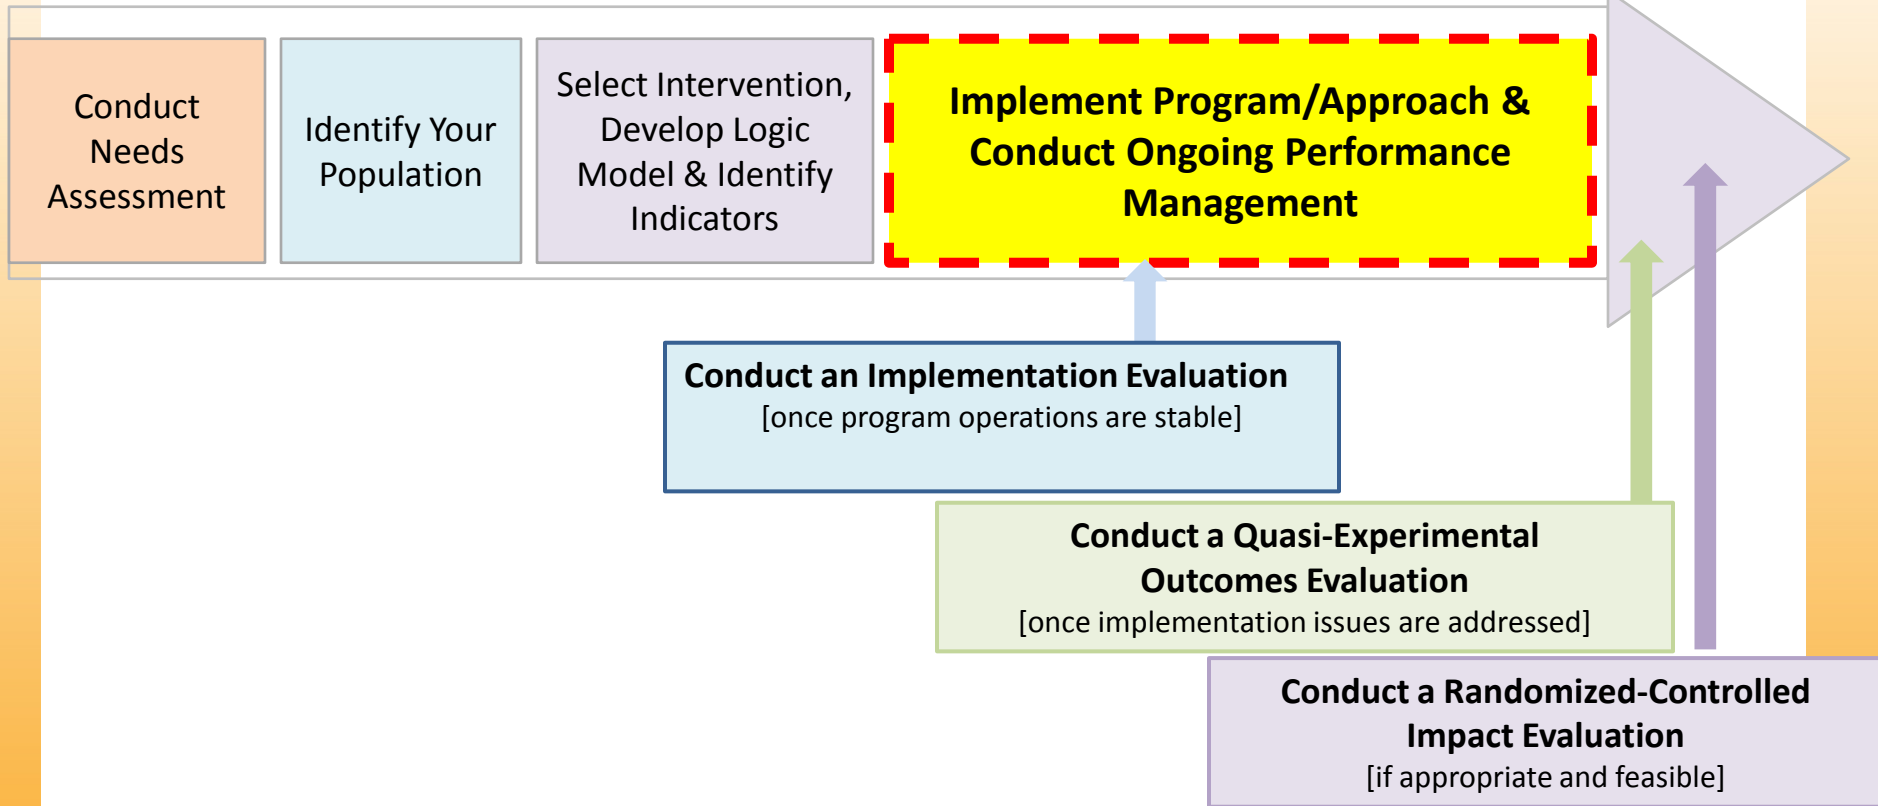 Conduct
Needs
Assessment
Identify Your
Population
Select Intervention,
Develop Logic
Model & Identify
Indicators
Implement Program/Approach &
Conduct Ongoing Performance
Management
Conduct an Implementation Evaluation
[once program operations are stable]
Conduct a Quasi-Experimental
Outcomes Evaluation
[once implementation issues are addressed]
Conduct a Randomized-Controlled
Impact Evaluation
[if appropriate and feasible]